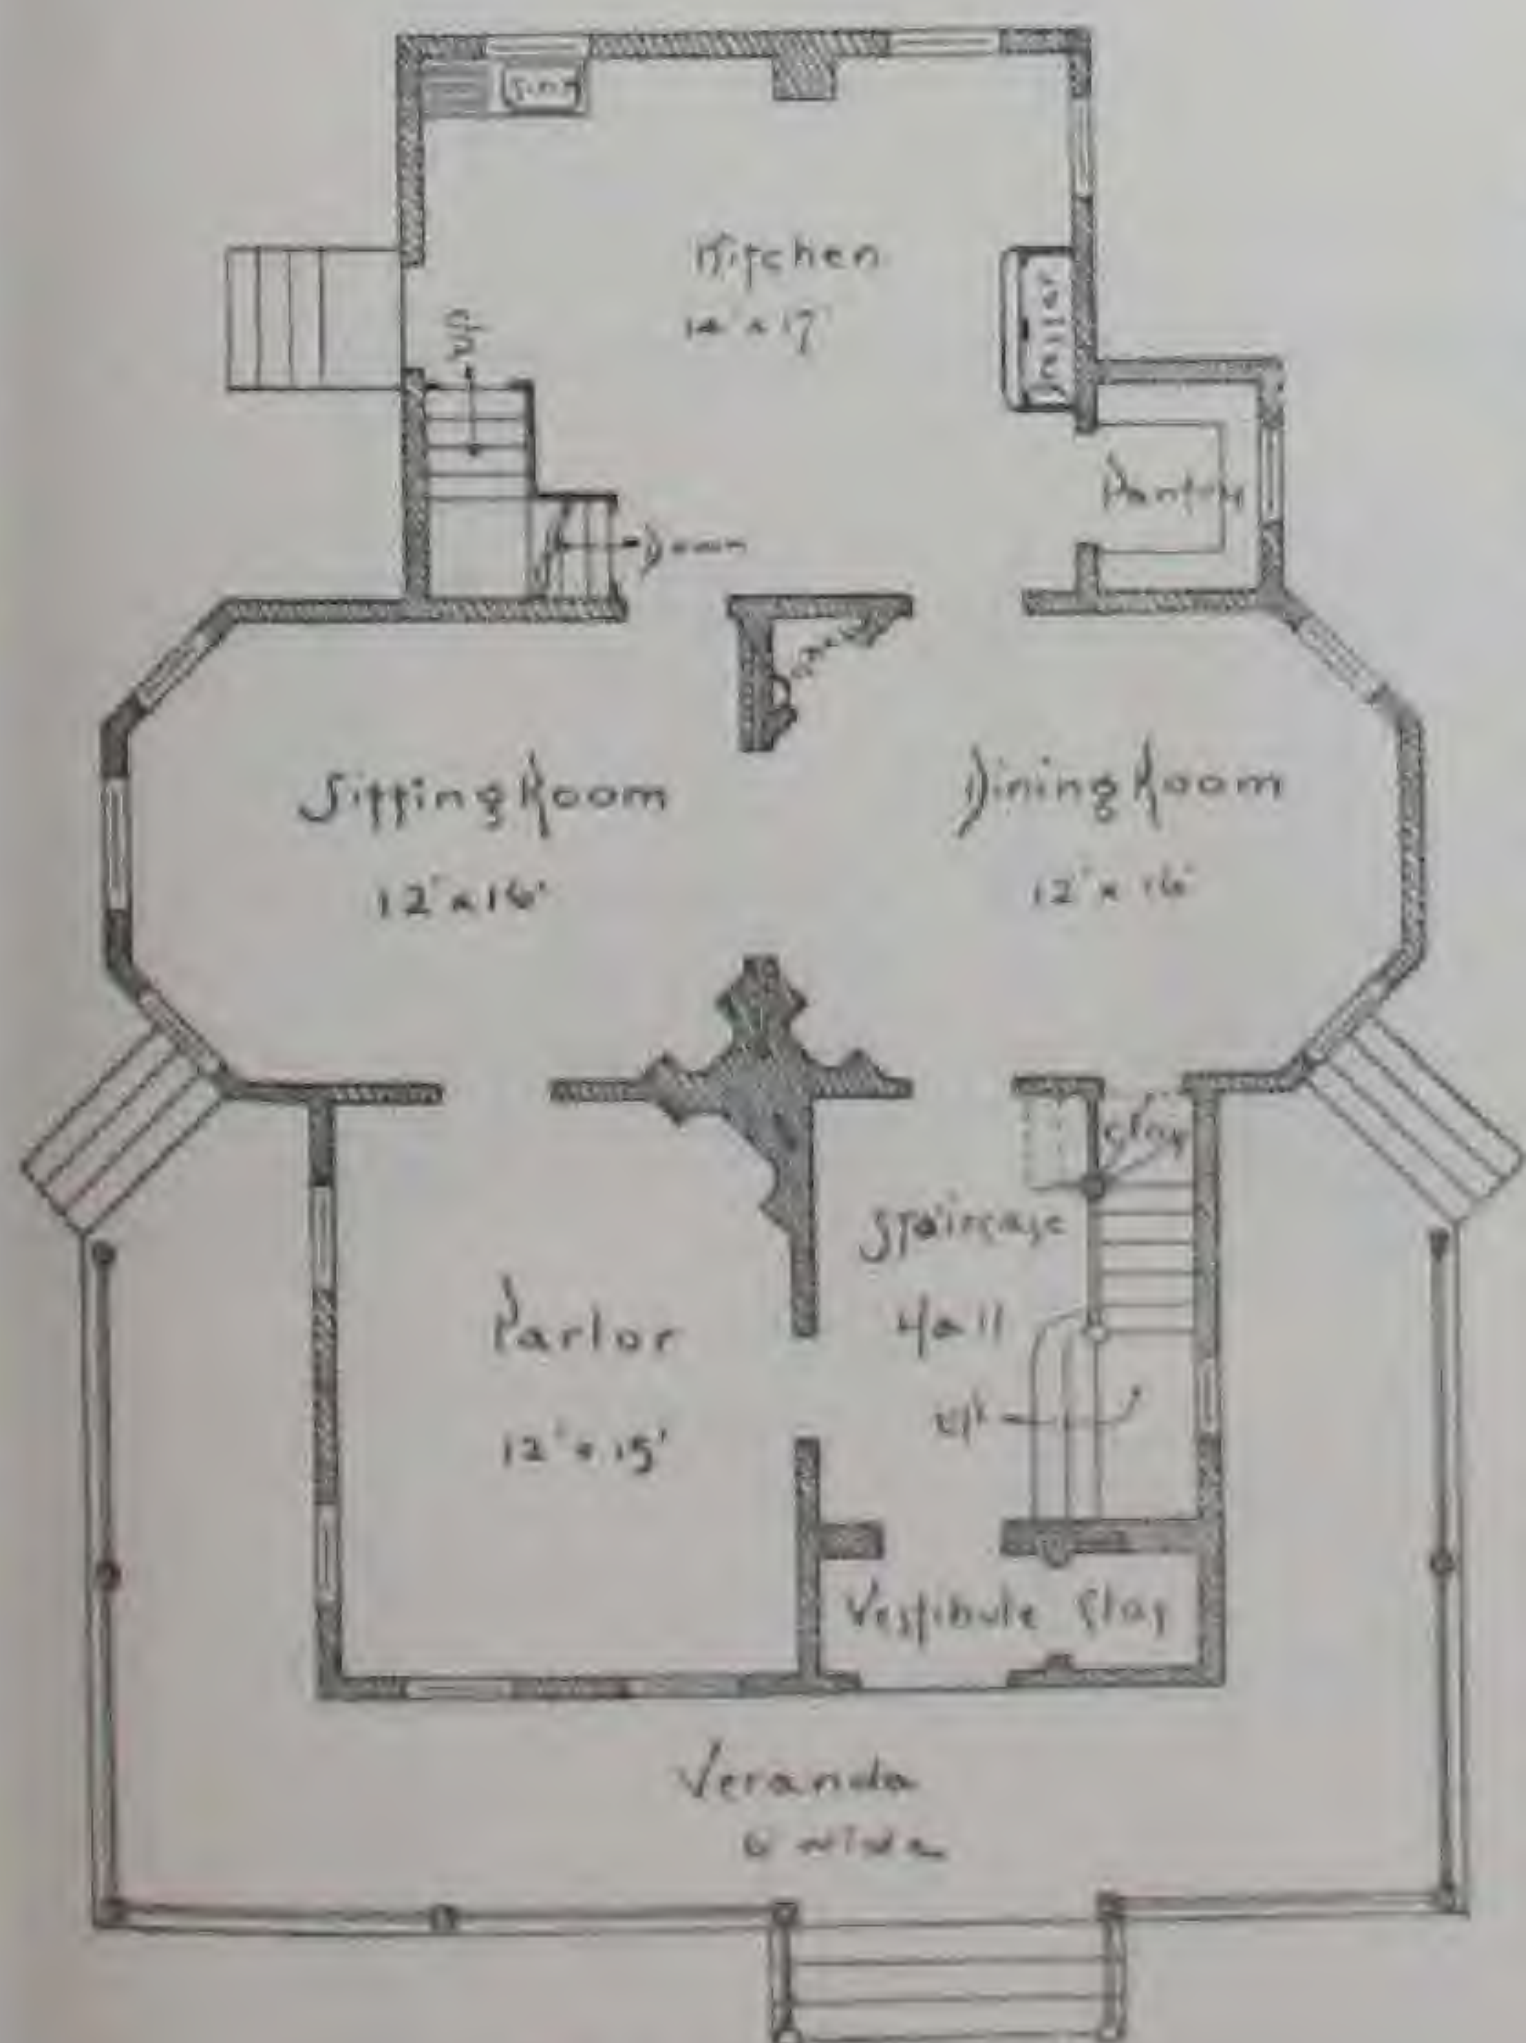 Sink
Kitchen
14' x 17'
Up
Dresser
Pantry
Down
Sitting Room
12' x 16'
Dining Room
12' x 16'
Staircase
Hall
up
Parlor
12' x 15'
Vestibule
Veranda
6 wide